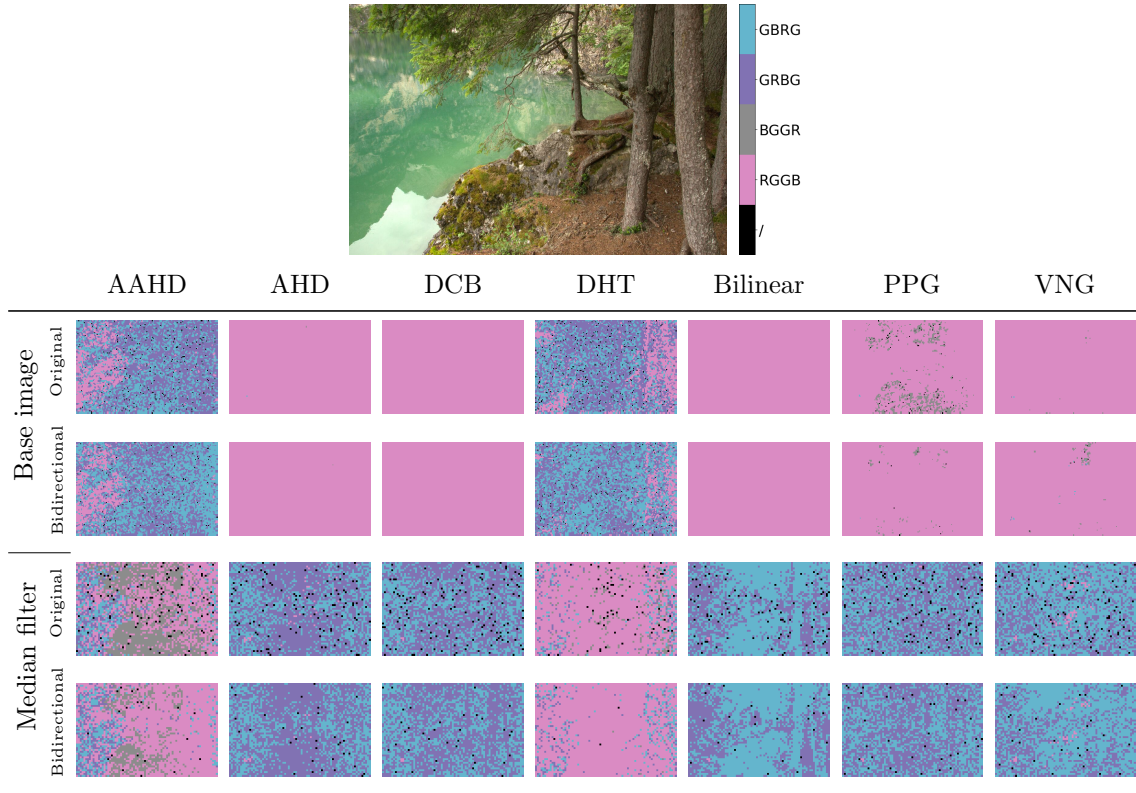 GBRG
GRBG
BGGR
RGGB
/
AAHD AHD DCB DHT Bilinear PPG VNG
Base image
Original
Bidirectional
Median filter
Original
Bidirectional